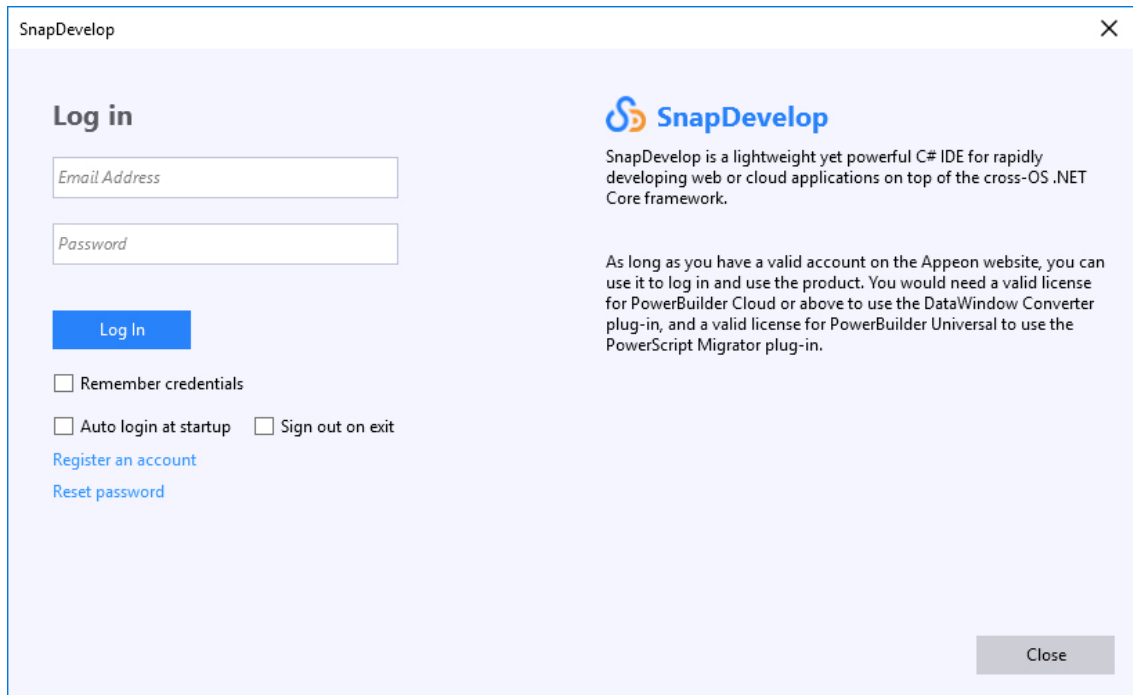 SnapDevelop
Log in
Email Address
Password
Log In
Remember credentials
Auto login at startup
Sign out on exit
Register an account
Reset password
SnapDevelop
SnapDevelop is a lightweight yet powerful C# IDE for rapidly
developing web or cloud applications on top of the cross-OS .NET
Core framework.
As long as you have a valid account on the Appeon website, you can
use it to log in and use the product. You would need a valid license
for PowerBuilder Cloud or above to use the DataWindow Converter
plug-in, and a valid license for PowerBuilder Universal to use the
PowerScript Migrator plug-in.
Close